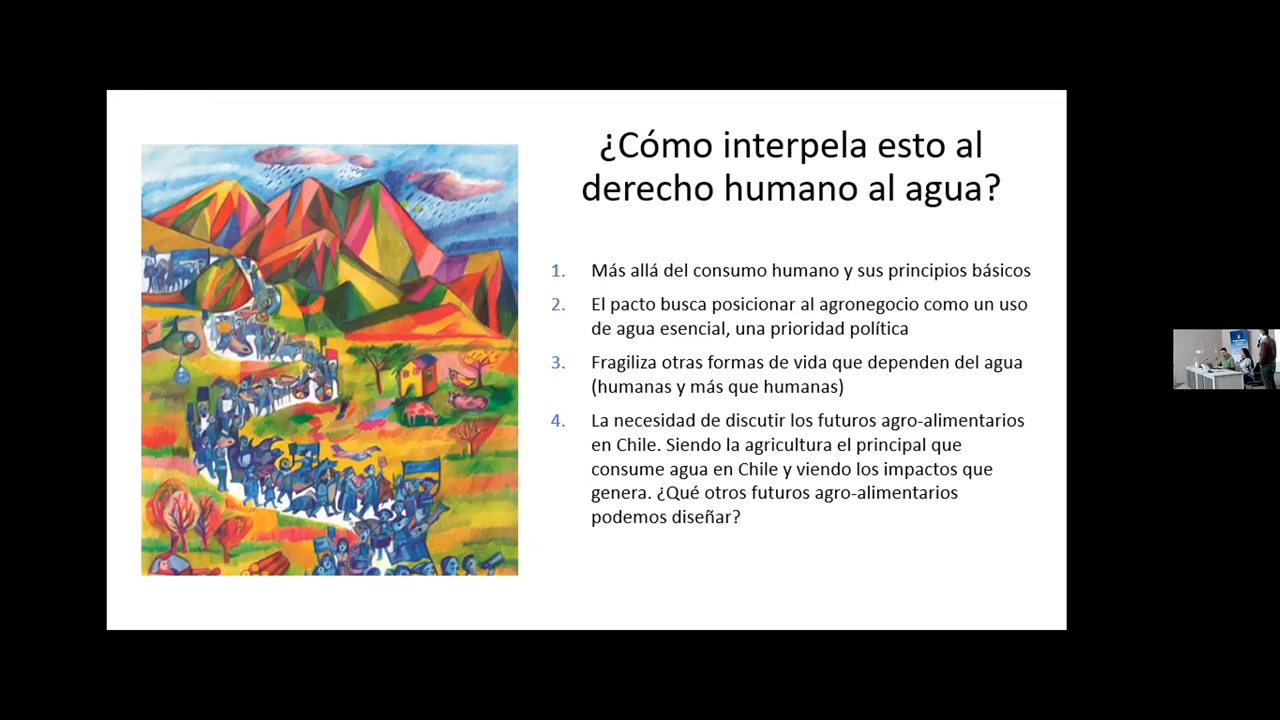 ¿Cómo interpela esto al
derecho humano al agua?
1. Más allá del consumo humano y sus principios básicos
2. El pacto busca posicionar al agronegocio como un uso
de agua esencial, una prioridad política
3. Fragiliza otras formas de vida que dependen del agua
(humanas y más que humanas)
4. La necesidad de discutir los futuros agro-alimentarios
en Chile. Siendo la agricultura el principal que
consume agua en Chile y viendo los impactos que
genera. ¿Qué otros futuros agro-alimentarios
podemos diseñar?